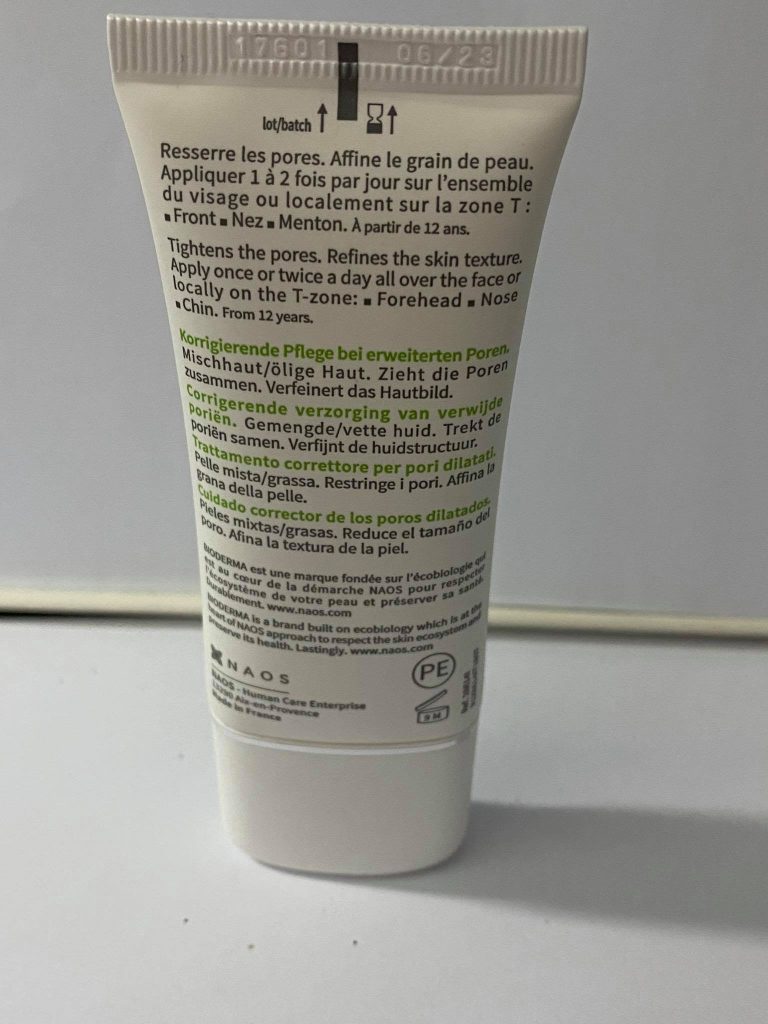 17601 06/23
lot/batch
Resserre les pores. Affine le grain de peau.
Appliquer 1 à 2 fois par jour sur l'ensemble
du visage ou localement sur la zone T :
▪ Front ▪ Nez ▪ Menton. À partir de 12 ans.
Tightens the pores. Refines the skin texture.
Apply once or twice a day all over the face or
locally on the T-zone: ▪ Forehead ▪ Nose
▪ Chin. From 12 years.
Korrigierende Pflege bei erweiterten Poren.
Mischhaut/ölige Haut. Zieht die Poren
zusammen. Verfeinert das Hautbild.
Corrigerende verzorging van verwijde
poriën. Gemengde/vette huid. Trekt de
poriën samen. Verfijnt de huidstructuur.
Trattamento correttore per pori dilatati.
Pelle mista/grassa. Restringe i pori. Affina la
grana della pelle.
Cuidado corrector de los poros dilatados.
Pieles mixtas/grasas. Reduce el tamaño del
poro. Afina la textura de la piel.
BIODERMA est une marque fondée sur l'écobiologie qui
est au cœur de la démarche NAOS pour respecter
l'écosystème de votre peau et préserver sa santé.
Durablement. www.naos.com
BIODERMA is a brand built on ecobiology which is at the
heart of NAOS approach to respect the skin ecosystem and
preserve its health. Lastingly. www.naos.com
NAOS
NAOS - Human Care Enterprise
13290 Aix-en-Provence
Made in France
PE
9 M